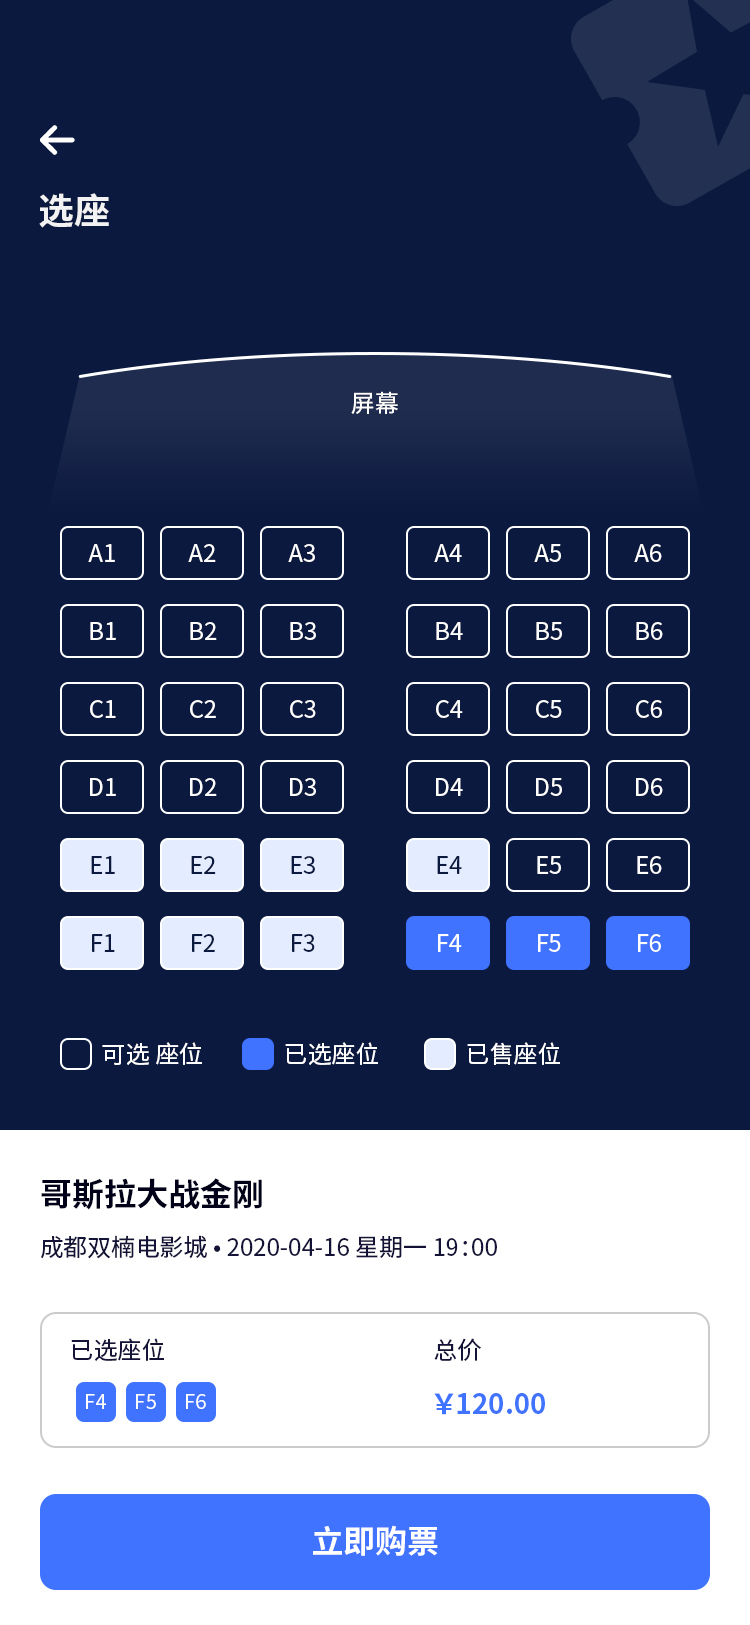 选座
屏幕
A1 A2 A3 A4 A5 A6
B1 B2 B3 B4 B5 B6
C1 C2 C3 C4 C5 C6
D1 D2 D3 D4 D5 D6
E1 E2 E3 E4 E5 E6
F1 F2 F3 F4 F5 F6
可选 座位 已选座位 已售座位
哥斯拉大战金刚
成都双楠电影城 • 2020-04-16 星期一 19:00
已选座位 总价
F4 F5 F6 ¥120.00
立即购票